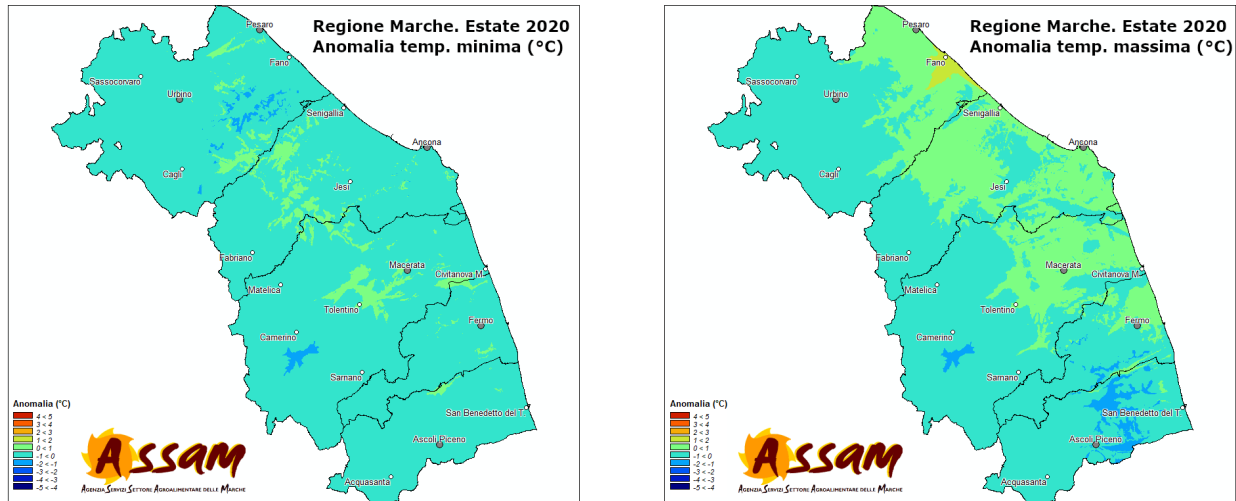 Regione Marche. Estate 2020
Anomalia temp. minima (°C)
Pesaro
Fano
Sassocorvaro
Urbino
Senigallia
Ancona
Cagli
Jesi
Fabriano
Macerata
Civitanova M.
Matelica
Tolentino
Fermo
Camerino
Sarnano
San Benedetto del T.
Ascoli Piceno
Acquasanta
Anomalia (°C)
4 < 5
3 < 4
2 < 3
1 < 2
0 < 1
-1 < 0
-2 < -1
-3 < -2
-4 < -3
-5 < -4
ASSAM
AGENZIA SERVIZI SETTORE AGROALIMENTARE DELLE MARCHE
Regione Marche. Estate 2020
Anomalia temp. massima (°C)
Pesaro
Fano
Sassocorvaro
Urbino
Senigallia
Ancona
Cagli
Jesi
Fabriano
Macerata
Civitanova M.
Matelica
Tolentino
Fermo
Camerino
Sarnano
San Benedetto del T.
Ascoli Piceno
Acquasanta
Anomalia (°C)
4 < 5
3 < 4
2 < 3
1 < 2
0 < 1
-1 < 0
-2 < -1
-3 < -2
-4 < -3
-5 < -4
ASSAM
AGENZIA SERVIZI SETTORE AGROALIMENTARE DELLE MARCHE